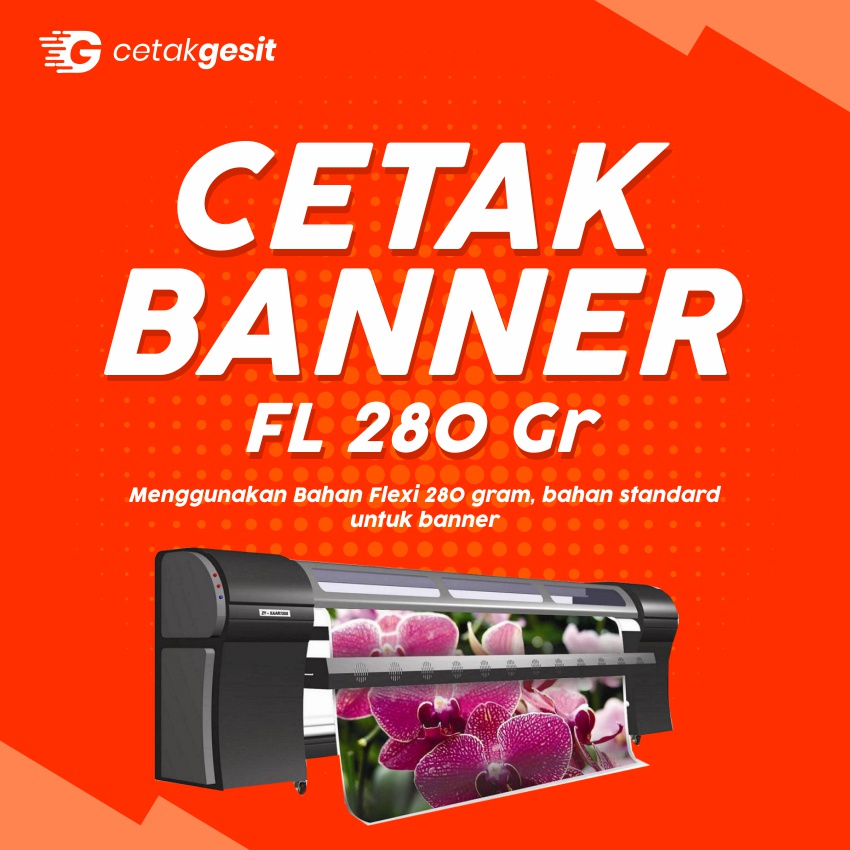 cetakgesit
CETAK
BANNER
FL 280 Gr
Menggunakan Bahan Flexi 280 gram, bahan standard
untuk banner